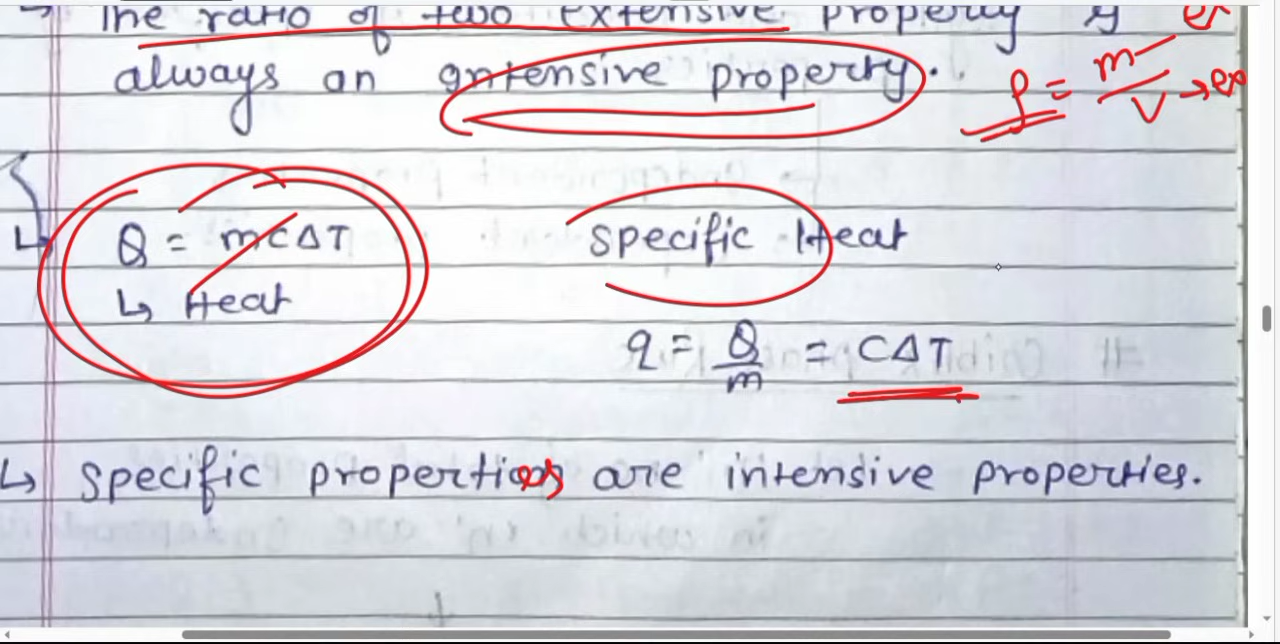 The ratio of two extensive property is ex
always an intensive property. ρ = m/V → ex
Q = mCΔT Specific Heat
↳ Heat
q = Q/m = CΔT
↳ Specific properties are intensive properties.